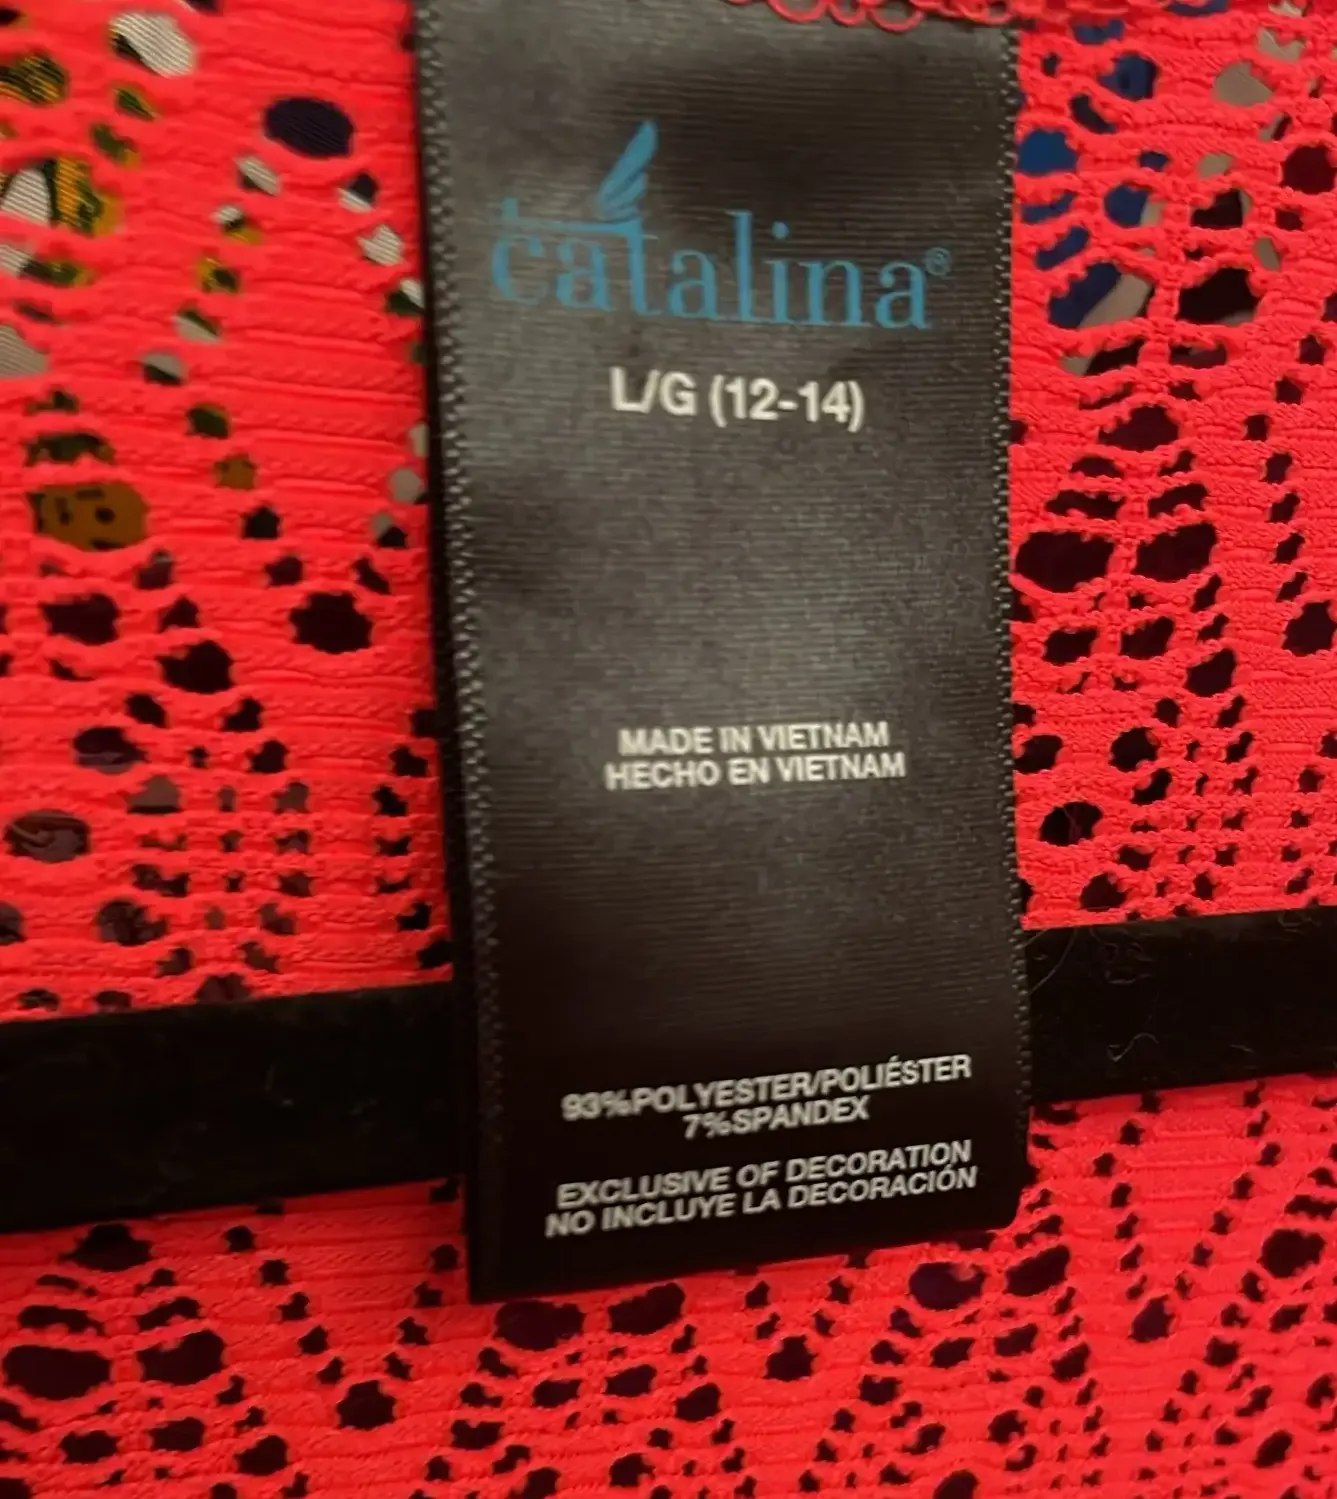 catalina®
L/G (12-14)
MADE IN VIETNAM
HECHO EN VIETNAM
93%POLYESTER/POLIÉSTER
7%SPANDEX
EXCLUSIVE OF DECORATION
NO INCLUYE LA DECORACIÓN